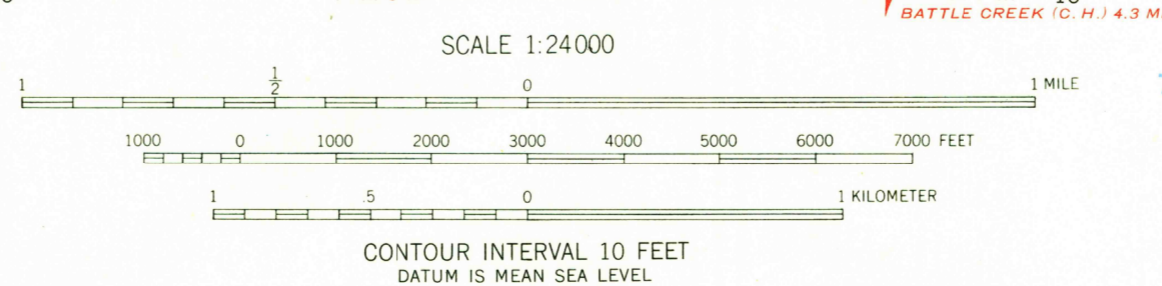 BATTLE CREEK (C. H.) 4.3 M
SCALE 1:24000
1 1/2 0 1 MILE
1000 0 1000 2000 3000 4000 5000 6000 7000 FEET
1 .5 0 1 KILOMETER
CONTOUR INTERVAL 10 FEET
DATUM IS MEAN SEA LEVEL